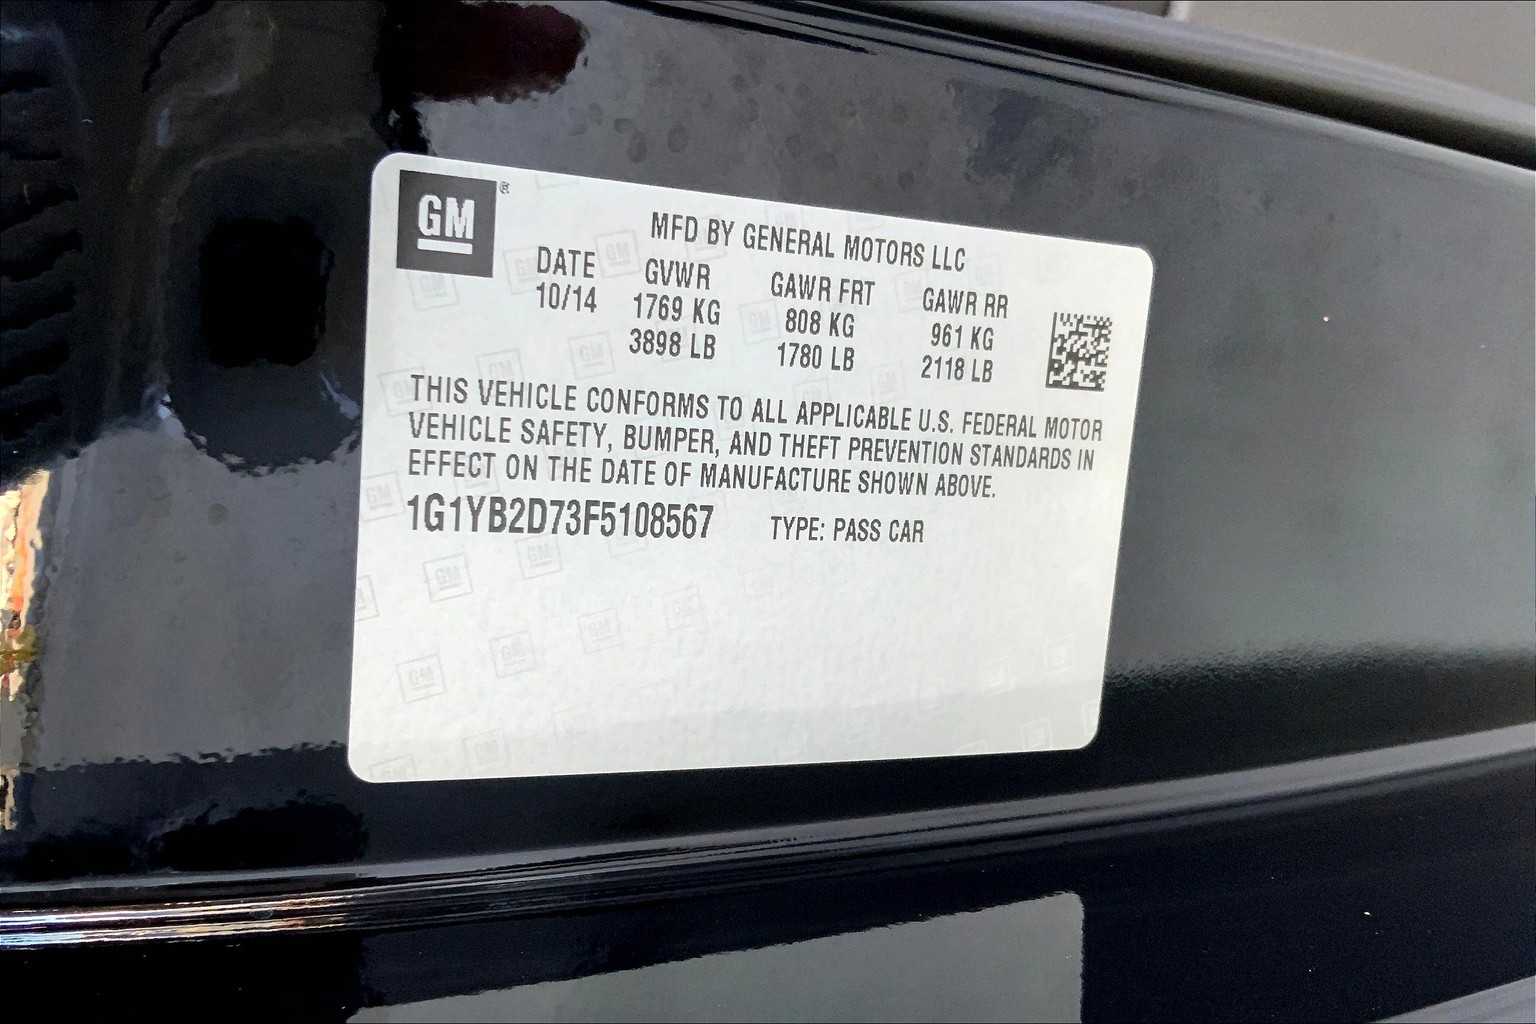 GM®
MFD BY GENERAL MOTORS LLC
DATE GVWR GAWR FRT GAWR RR
10/14 1769 KG 808 KG 961 KG
3898 LB 1780 LB 2118 LB
THIS VEHICLE CONFORMS TO ALL APPLICABLE U.S. FEDERAL MOTOR
VEHICLE SAFETY, BUMPER, AND THEFT PREVENTION STANDARDS IN
EFFECT ON THE DATE OF MANUFACTURE SHOWN ABOVE.
1G1YB2D73F5108567 TYPE: PASS CAR